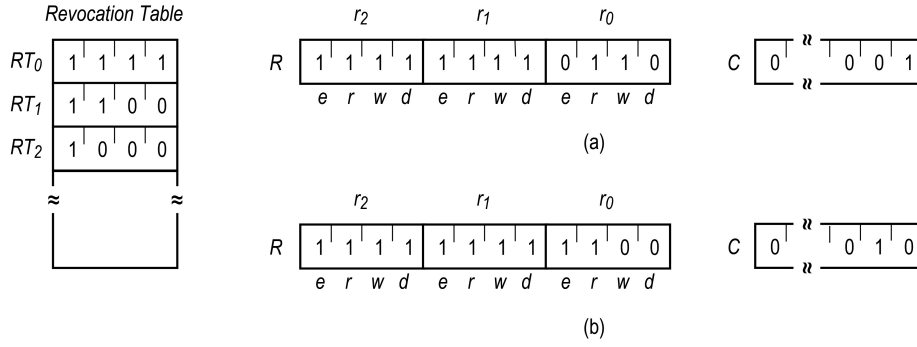 Revocation Table r2 r1 r0
RT0 1 1 1 1 R 1 1 1 1 1 1 1 1 0 1 1 0 C 0 ≈ 0 0 1
RT1 1 1 0 0 e r w d e r w d e r w d ≈
RT2 1 0 0 0 (a)
≈ ≈ r2 r1 r0
R 1 1 1 1 1 1 1 1 1 1 0 0 C 0 ≈ 0 1 0
e r w d e r w d e r w d ≈
(b)